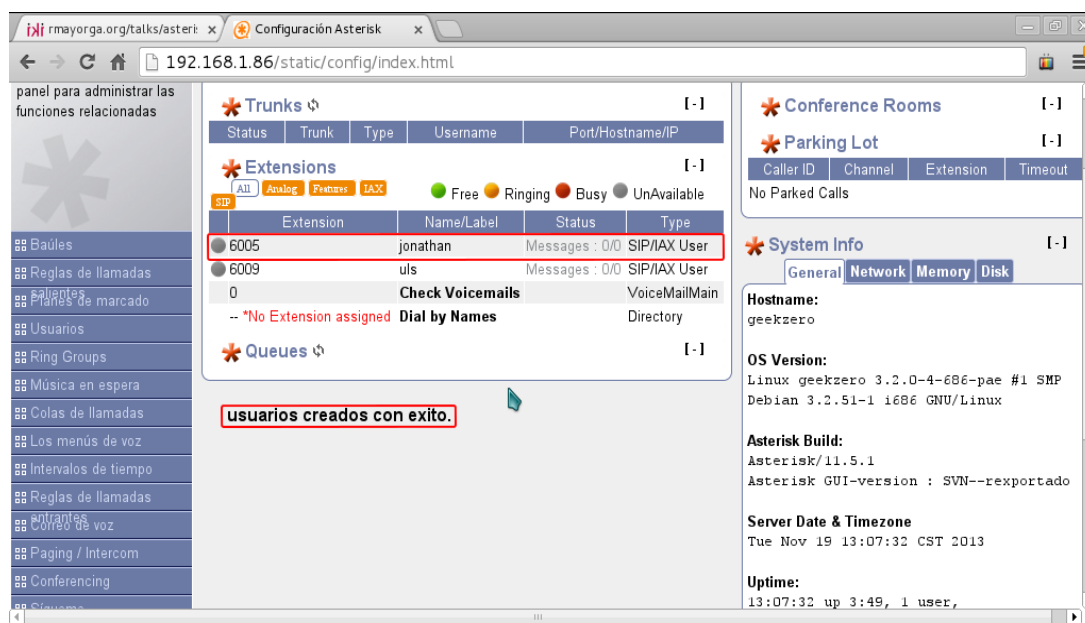 rmayorga.org/talks/asteris
Configuración Asterisk
192.168.1.86/static/config/index.html
panel para administrar las
funciones relacionadas
Baúles
Reglas de llamadas
salientes
Planes de marcado
Usuarios
Ring Groups
Música en espera
Colas de llamadas
Los menús de voz
Intervalos de tiempo
Reglas de llamadas
entrantes
Correo de voz
Paging / Intercom
Conferencing
Sígueme
Trunks [-]
Status Trunk Type Username Port/Hostname/IP
Extensions [-]
All Analog Features IAX
SIP
Free Ringing Busy UnAvailable
Extension Name/Label Status Type
6005 jonathan Messages : 0/0 SIP/IAX User
6009 uls Messages : 0/0 SIP/IAX User
0 Check Voicemails VoiceMailMain
-- *No Extension assigned Dial by Names Directory
Queues [-]
usuarios creados con exito.
Conference Rooms [-]
Parking Lot [-]
Caller ID Channel Extension Timeout
No Parked Calls
System Info [-]
General Network Memory Disk
Hostname:
geekzero
OS Version:
Linux geekzero 3.2.0-4-686-pae #1 SMP
Debian 3.2.51-1 i686 GNU/Linux
Asterisk Build:
Asterisk/11.5.1
Asterisk GUI-version : SVN--rexportado
Server Date & Timezone
Tue Nov 19 13:07:32 CST 2013
Uptime:
13:07:32 up 3:49, 1 user,